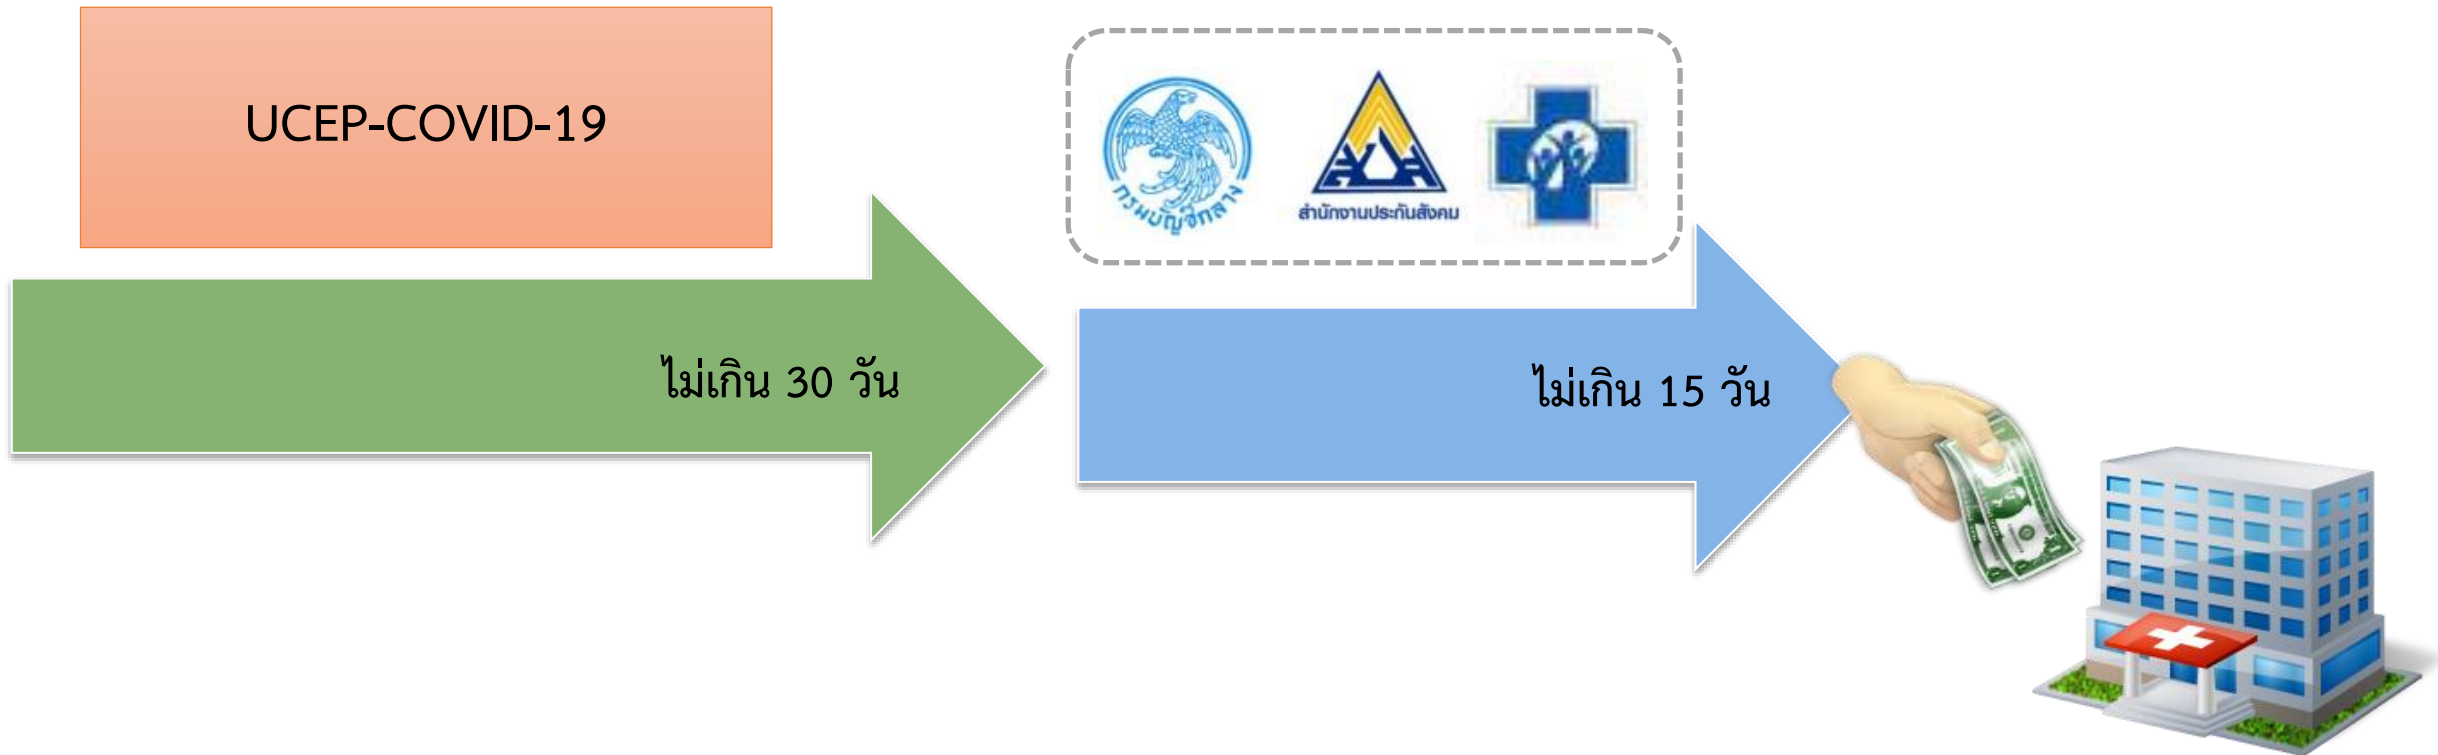 UCEP-COVID-19
กรมบัญชีกลาง
สำนักงานประกันสังคม
ไม่เกิน 30 วัน
ไม่เกิน 15 วัน